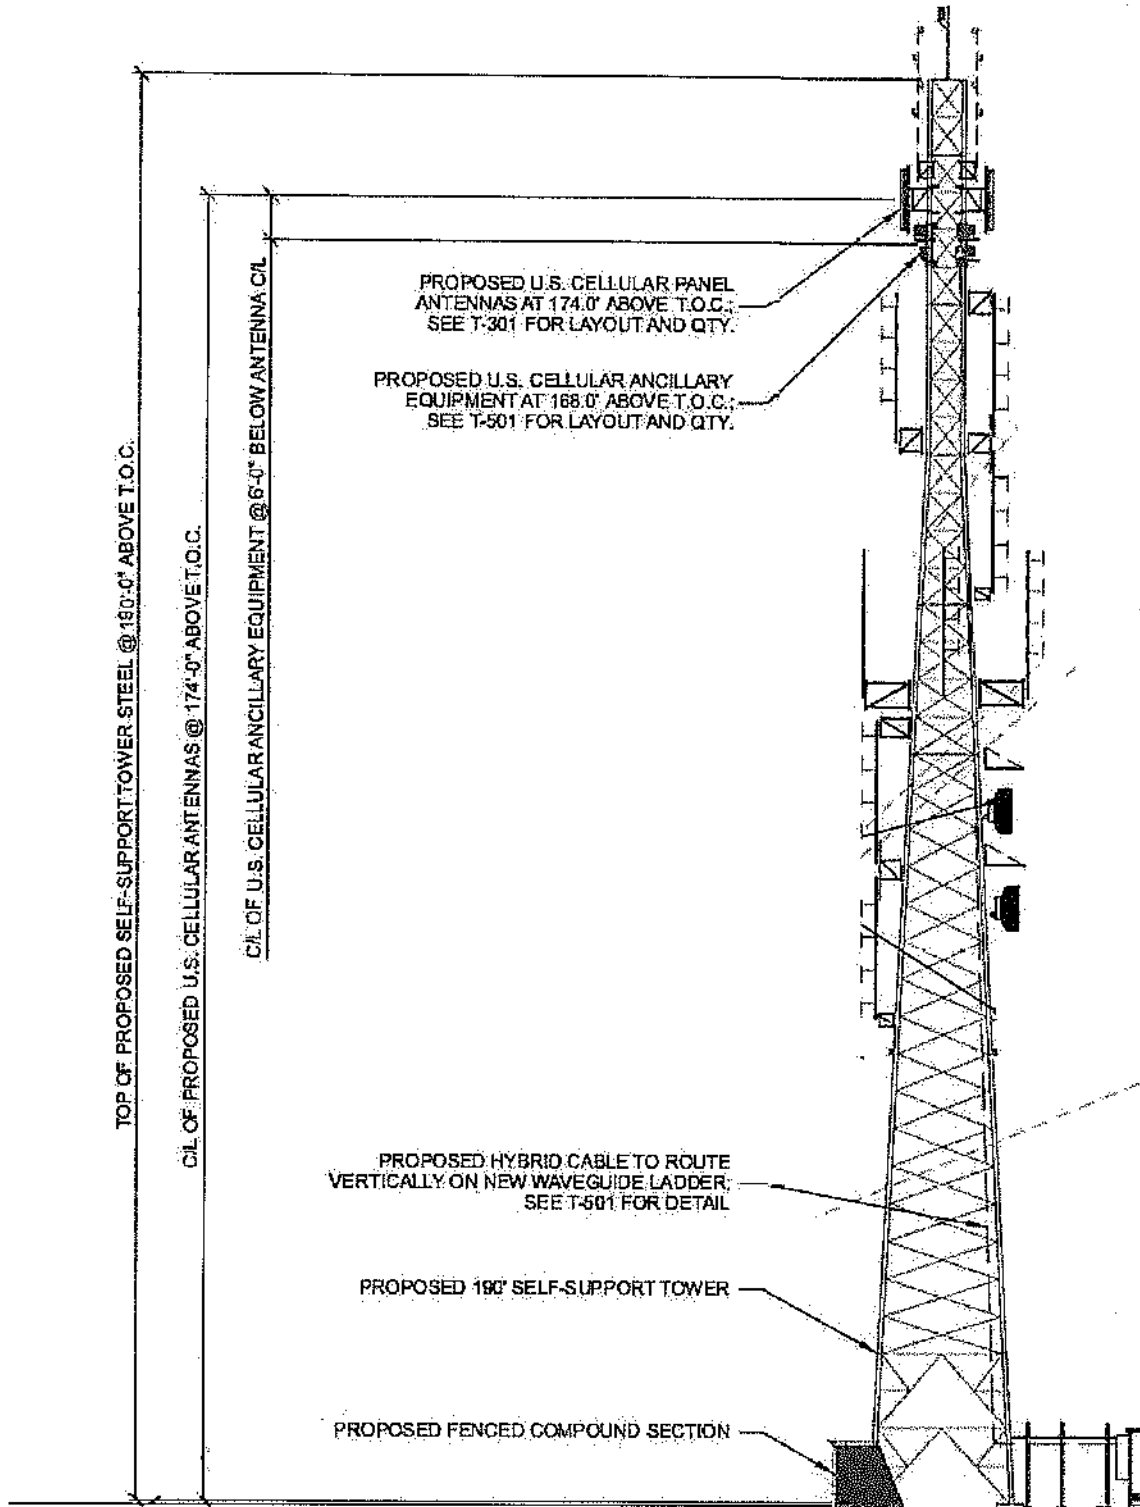 PROPOSED U.S. CELLULAR PANEL
ANTENNAS AT 174.0' ABOVE T.O.C.;
SEE T-301 FOR LAYOUT AND QTY.
PROPOSED U.S. CELLULAR ANCILLARY
EQUIPMENT AT 168.0' ABOVE T.O.C.;
SEE T-501 FOR LAYOUT AND QTY.
TOP OF PROPOSED SELF-SUPPORT TOWER STEEL @ 190'-0" ABOVE T.O.C.
C/L OF PROPOSED U.S. CELLULAR ANTENNAS @ 174'-0" ABOVE T.O.C.
C/L OF U.S. CELLULAR ANCILLARY EQUIPMENT @ 6'-0" BELOW ANTENNA C/L
PROPOSED HYBRID CABLE TO ROUTE
VERTICALLY ON NEW WAVEGUIDE LADDER;
SEE T-501 FOR DETAIL
PROPOSED 190' SELF-SUPPORT TOWER
PROPOSED FENCED COMPOUND SECTION